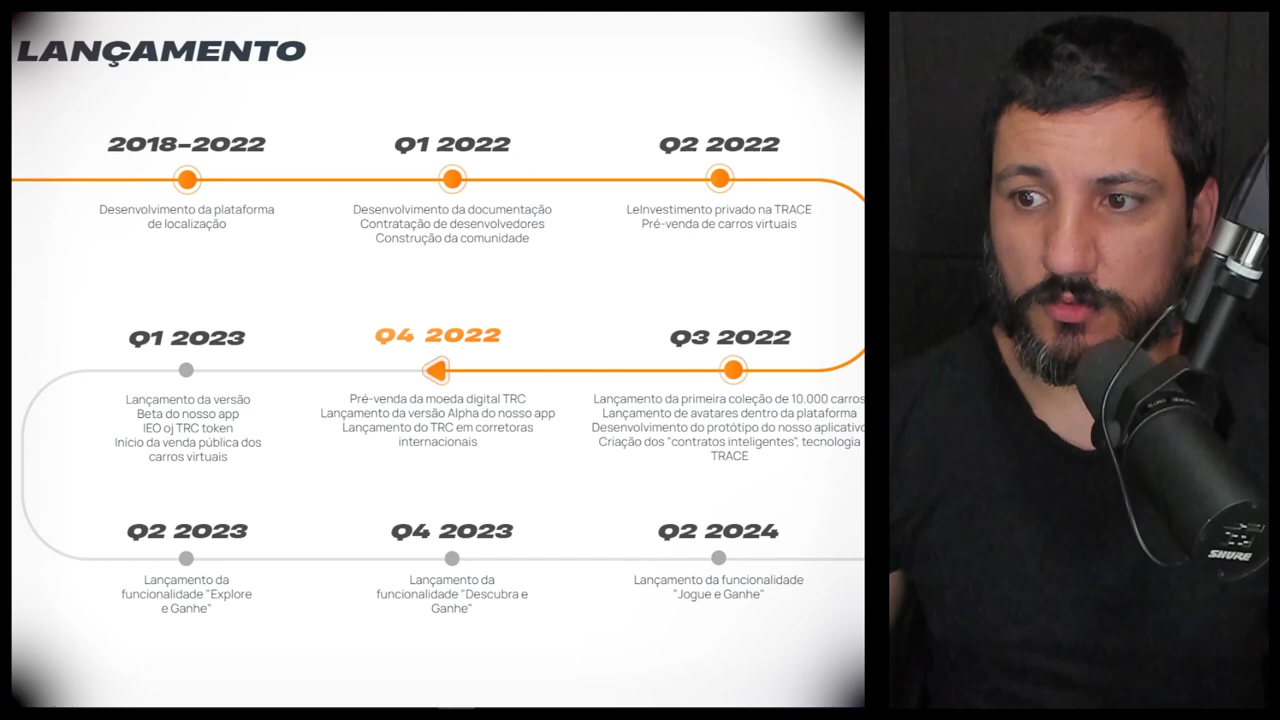 LANÇAMENTO
2018-2022
Desenvolvimento da plataforma
de localização
Q1 2022
Desenvolvimento da documentação
Contratação de desenvolvedores
Construção da comunidade
Q2 2022
LeInvestimento privado na TRACE
Pré-venda de carros virtuais
Q3 2022
Lançamento da primeira coleção de 10.000 carros
Lançamento de avatares dentro da plataforma
Desenvolvimento do protótipo do nosso aplicativo
Criação dos "contratos inteligentes", tecnologia
TRACE
Q4 2022
Pré-venda da moeda digital TRC
Lançamento da versão Alpha do nosso app
Lançamento do TRC em corretoras
internacionais
Q1 2023
Lançamento da versão
Beta do nosso app
IEO oj TRC token
Início da venda pública dos
carros virtuais
Q2 2023
Lançamento da
funcionalidade "Explore
e Ganhe"
Q4 2023
Lançamento da
funcionalidade "Descubra e
Ganhe"
Q2 2024
Lançamento da funcionalidade
"Jogue e Ganhe"
SHURE